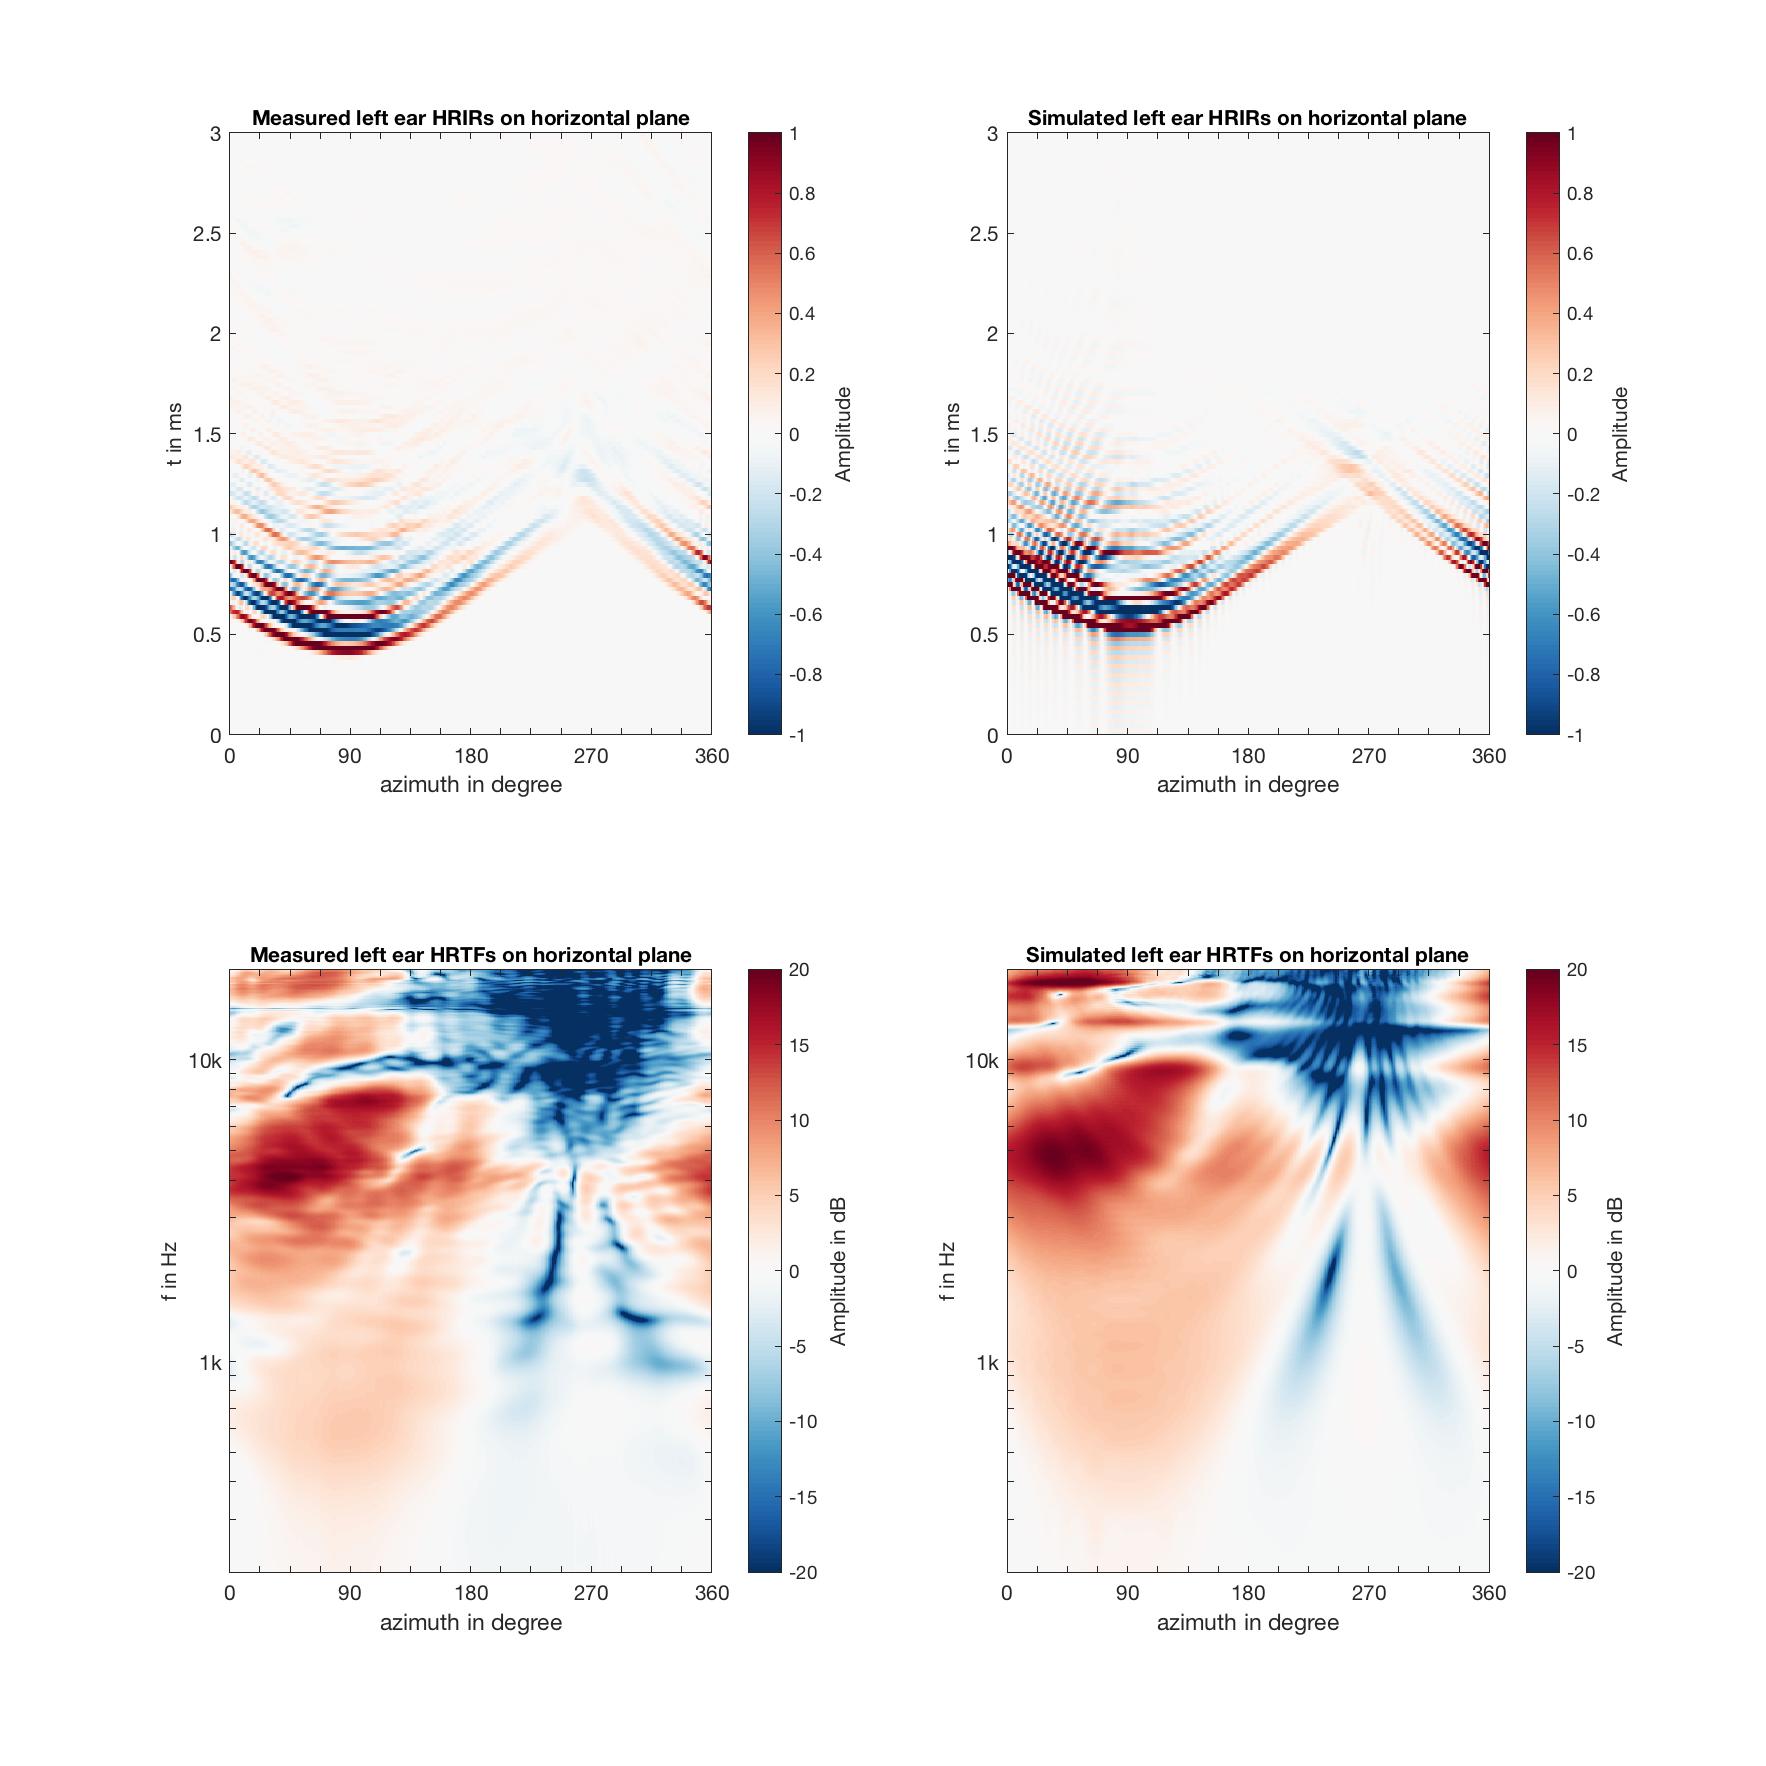 Measured left ear HRIRs on horizontal plane
3
2.5
2
1.5
1
0.5
0
t in ms
0 90 180 270 360
azimuth in degree
1
0.8
0.6
0.4
0.2
0
-0.2
-0.4
-0.6
-0.8
-1
Amplitude
Simulated left ear HRIRs on horizontal plane
3
2.5
2
1.5
1
0.5
0
t in ms
0 90 180 270 360
azimuth in degree
1
0.8
0.6
0.4
0.2
0
-0.2
-0.4
-0.6
-0.8
-1
Amplitude
Measured left ear HRTFs on horizontal plane
10k
1k
f in Hz
0 90 180 270 360
azimuth in degree
20
15
10
5
0
-5
-10
-15
-20
Amplitude in dB
Simulated left ear HRTFs on horizontal plane
10k
1k
f in Hz
0 90 180 270 360
azimuth in degree
20
15
10
5
0
-5
-10
-15
-20
Amplitude in dB